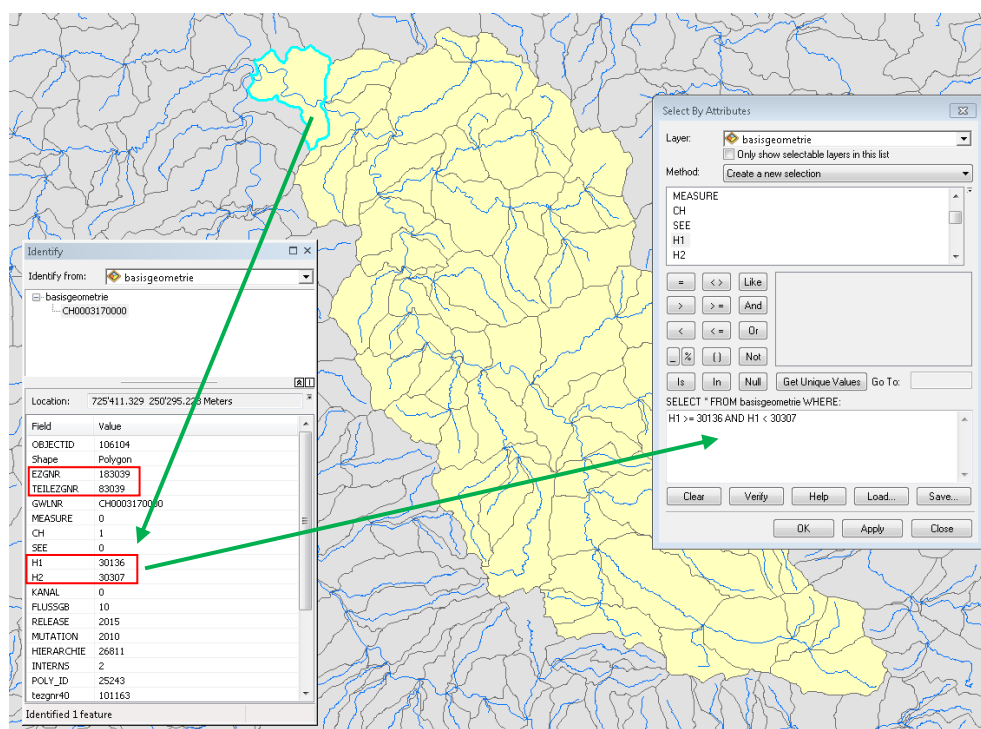 Select By Attributes
Layer: basisgeometrie
Only show selectable layers in this list
Method: Create a new selection
MEASURE
CH
SEE
H1
H2
= <> Like
> >= And
< <= Or
_ % () Not
Is In Null Get Unique Values Go To:
SELECT * FROM basisgeometrie WHERE:
H1 >= 30136 AND H1 < 30307
Clear Verify Help Load... Save...
OK Apply Close
Identify
Identify from: basisgeometrie
basisgeometrie
CH0003170000
Location: 725'411.329 250'295.223 Meters
Field Value
OBJECTID 106104
Shape Polygon
EZGNR 183039
TEILEZGNR 83039
GWLNR CH0003170000
MEASURE 0
CH 1
SEE 0
H1 30136
H2 30307
KANAL 0
FLUSSGB 10
RELEASE 2015
MUTATION 2010
HIERARCHIE 26811
INTERNS 2
POLY_ID 25243
tezgnr40 101163
Identified 1 feature